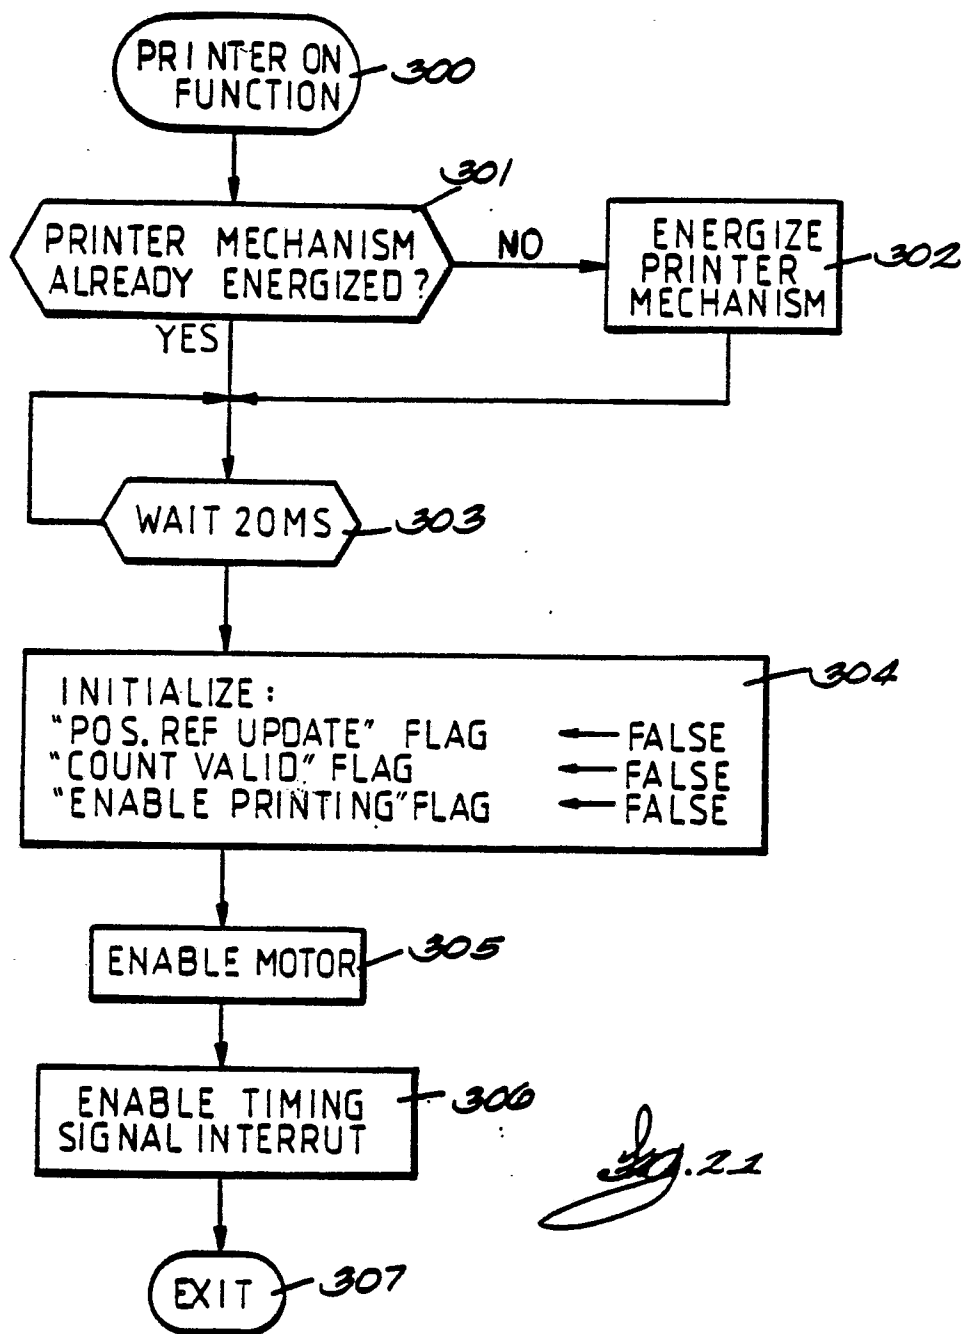 PRINTER ON
FUNCTION
300
301
PRINTER MECHANISM
ALREADY ENERGIZED?
NO
ENERGIZE
PRINTER
MECHANISM
302
YES
WAIT 20MS
303
304
INITIALIZE:
"POS. REF UPDATE" FLAG ← FALSE
"COUNT VALID" FLAG ← FALSE
"ENABLE PRINTING" FLAG ← FALSE
ENABLE MOTOR
305
ENABLE TIMING
SIGNAL INTERRUT
306
EXIT
307